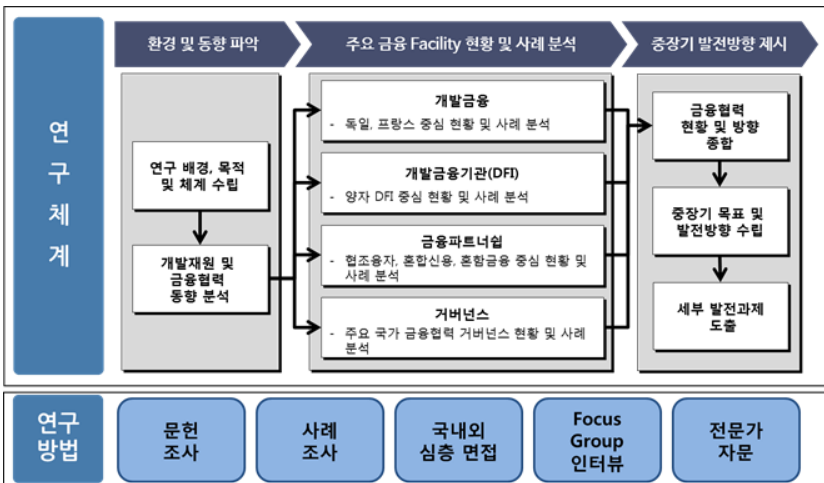 환경 및 동향 파악
주요 금융 Facility 현황 및 사례 분석
중장기 발전방향 제시
연
구
체
계
연구 배경, 목적
및 체계 수립
개발재원 및
금융협력
동향 분석
개발금융
- 독일, 프랑스 중심 현황 및 사례 분석
개발금융기관(DFI)
- 양자 DFI 중심 현황 및 사례 분석
금융파트너쉽
- 협조융자, 혼합신용, 혼합금융 중심 현황 및
사례 분석
거버넌스
- 주요 국가 금융협력 거버넌스 현황 및 사례
분석
금융협력
현황 및 방향
종합
중장기 목표 및
발전방향 수립
세부 발전과제
도출
연구
방법
문헌
조사
사례
조사
국내외
심층 면접
Focus
Group
인터뷰
전문가
자문